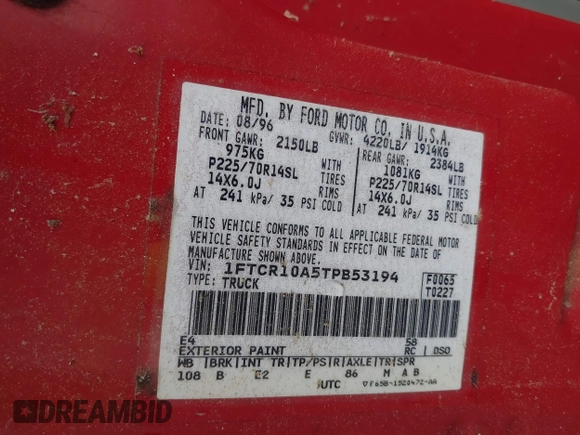 MFD. BY FORD MOTOR CO. IN U.S.A.
DATE: 08/96 GVWR: 4220LB/ 1914KG
FRONT GAWR: 2150LB REAR GAWR: 2384LB
975KG WITH 1081KG WITH
P225/70R14SL TIRES P225/70R14SL TIRES
14X6.0J RIMS 14X6.0J RIMS
AT 241 kPa/ 35 PSI COLD AT 241 kPa/ 35 PSI COLD
THIS VEHICLE CONFORMS TO ALL APPLICABLE FEDERAL MOTOR
VEHICLE SAFETY STANDARDS IN EFFECT ON THE DATE OF
MANUFACTURE SHOWN ABOVE.
VIN: 1FTCR10A5TPB53194 F0065
TYPE: TRUCK T0227
E4 58
EXTERIOR PAINT RC | DSO
WB |BRK|INT TR|TP/PS|R|AXLE|TR|SPR
108 B E2 E 86 M AB
UTC ▽F65B-1520472-AA
DREAMBID